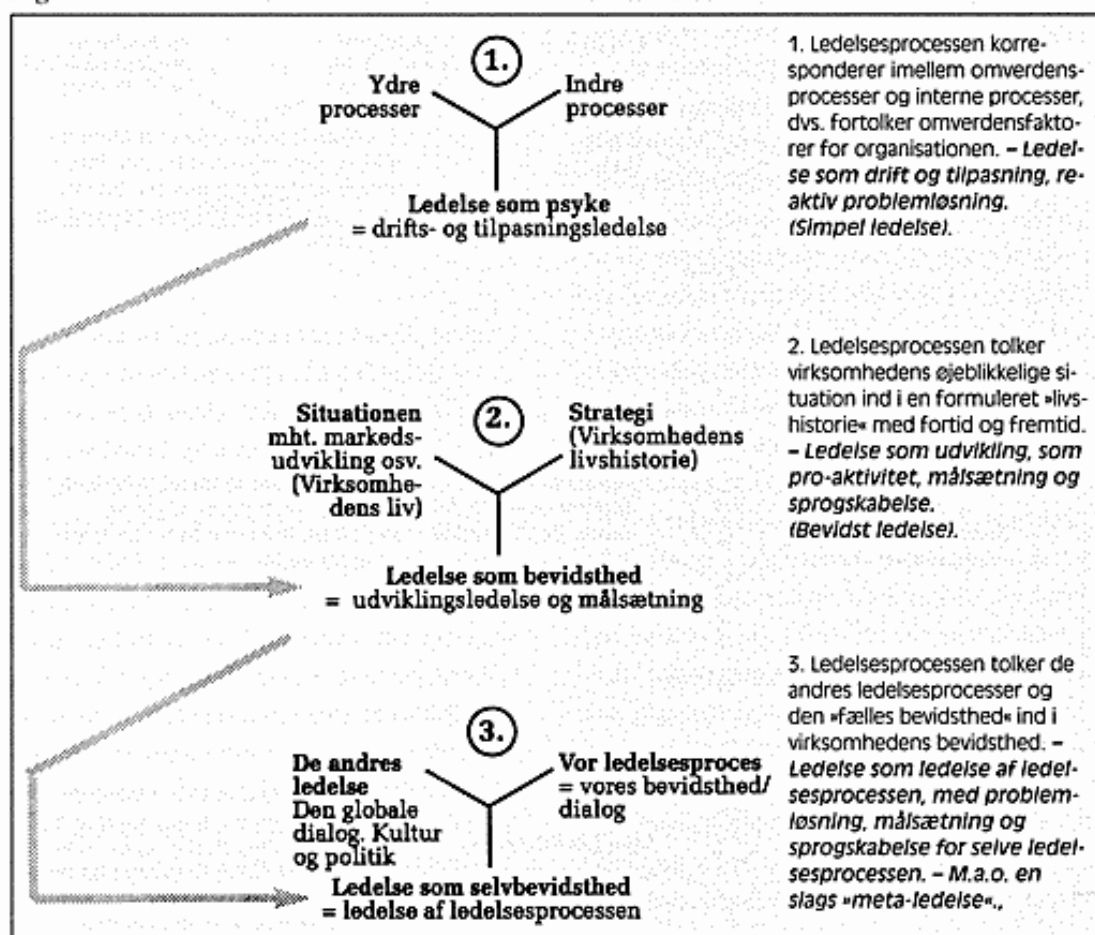 1.
Ydre
processer
Indre
processer
Ledelse som psyke
= drifts- og tilpasningsledelse
1. Ledelsesprocessen korre-
sponderer imellem omverdens-
processer og interne processer,
dvs. fortolker omverdensfakto-
rer for organisationen. – Ledel-
se som drift og tilpasning, re-
aktiv problemløsning.
(Simpel ledelse).
2.
Situationen
mht. markeds-
udvikling osv.
(Virksomhe-
dens liv)
Strategi
(Virksomhedens
livshistorie)
Ledelse som bevidsthed
= udviklingsledelse og målsætning
2. Ledelsesprocessen tolker
virksomhedens øjeblikkelige si-
tuation ind i en formuleret »livs-
historie« med fortid og fremtid.
– Ledelse som udvikling, som
pro-aktivitet, målsætning og
sprogskabelse.
(Bevidst ledelse).
3.
De andres
ledelse
Den globale
dialog. Kultur
og politik
Vor ledelsesproces
= vores bevidsthed/
dialog
Ledelse som selvbevidsthed
= ledelse af ledelsesprocessen
3. Ledelsesprocessen tolker de
andres ledelsesprocesser og
den »fælles bevidsthed« ind i
virksomhedens bevidsthed. –
Ledelse som ledelse af ledel-
sesprocessen, med problem-
løsning, målsætning og
sprogskabelse for selve ledel-
sesprocessen. – M.a.o. en
slags »meta-ledelse«.,